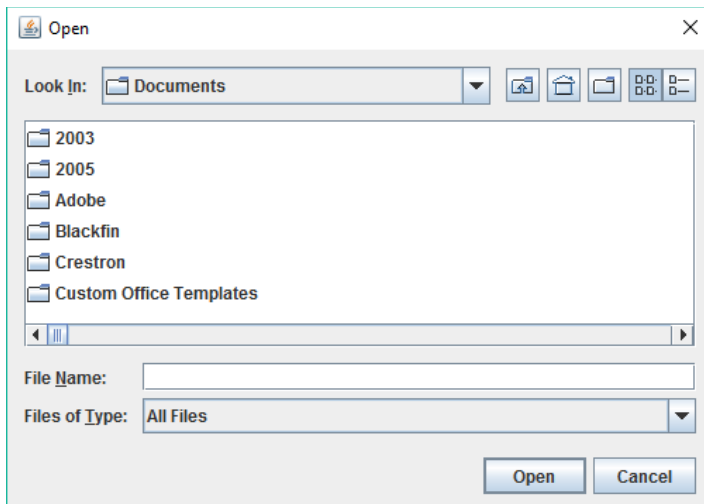 Open
Look In: Documents
2003
2005
Adobe
Blackfin
Crestron
Custom Office Templates
File Name:
Files of Type: All Files
Open Cancel